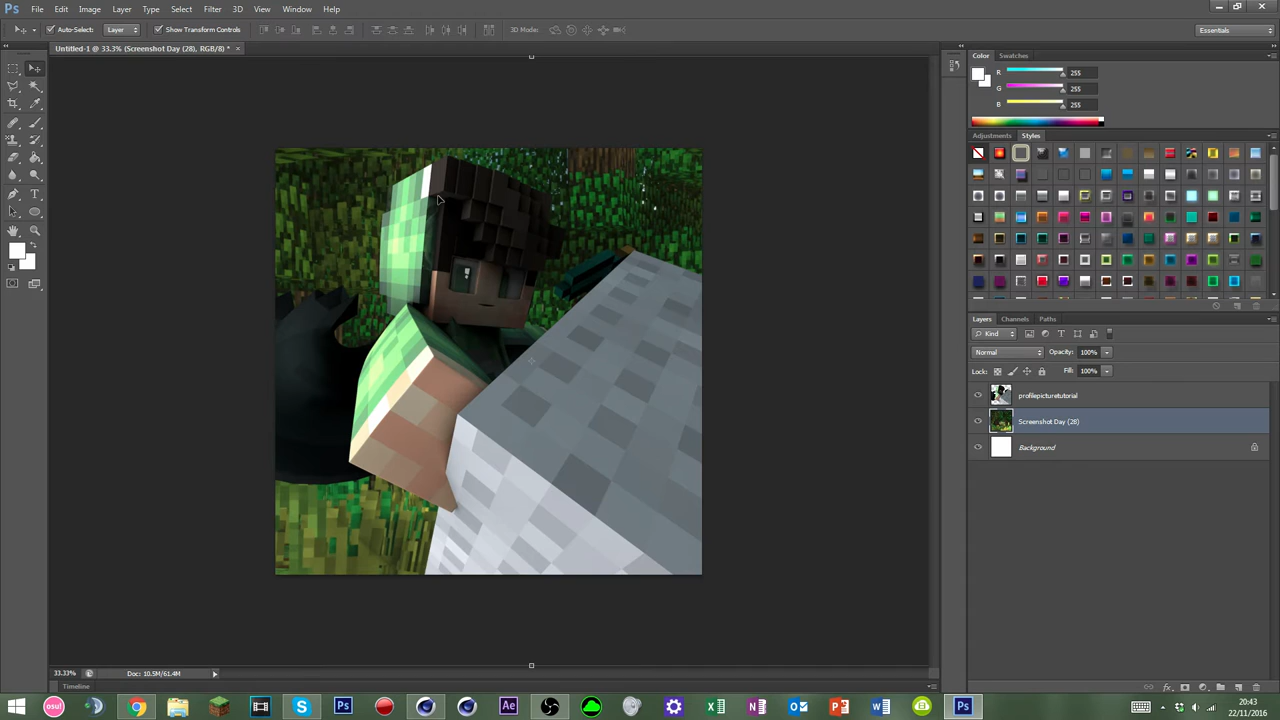 Ps File Edit Image Layer Type Select Filter 3D View Window Help
Auto-Select: Layer Show Transform Controls 3D Mode: Essentials
Untitled-1 @ 33.3% (Screenshot Day (28), RGB/8) * ×
Color Swatches
R 255
G 255
B 255
Adjustments Styles
Layers Channels Paths
Kind
Normal Opacity: 100%
Lock: Fill: 100%
profilepicturetutorial
Screenshot Day (28)
Background
33.33% Doc: 10.5M/61.4M
Timeline
osu! Ps Ae
20:43
22/11/2016